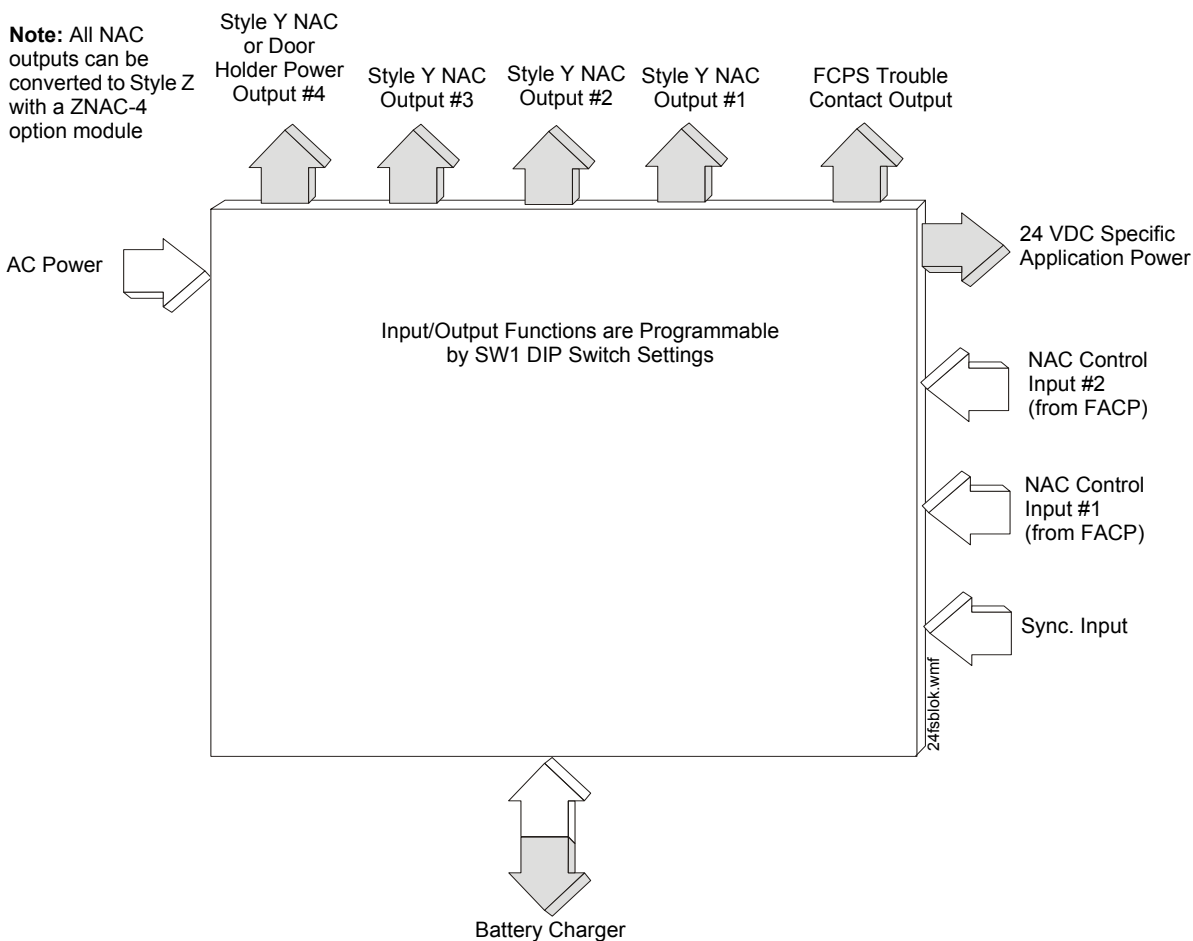 Note: All NAC
outputs can be
converted to Style Z
with a ZNAC-4
option module
Style Y NAC
or Door
Holder Power
Output #4
Style Y NAC
Output #3
Style Y NAC
Output #2
Style Y NAC
Output #1
FCPS Trouble
Contact Output
AC Power
24 VDC Specific
Application Power
Input/Output Functions are Programmable
by SW1 DIP Switch Settings
NAC Control
Input #2
(from FACP)
NAC Control
Input #1
(from FACP)
Sync. Input
24fsblok.wmf
Battery Charger